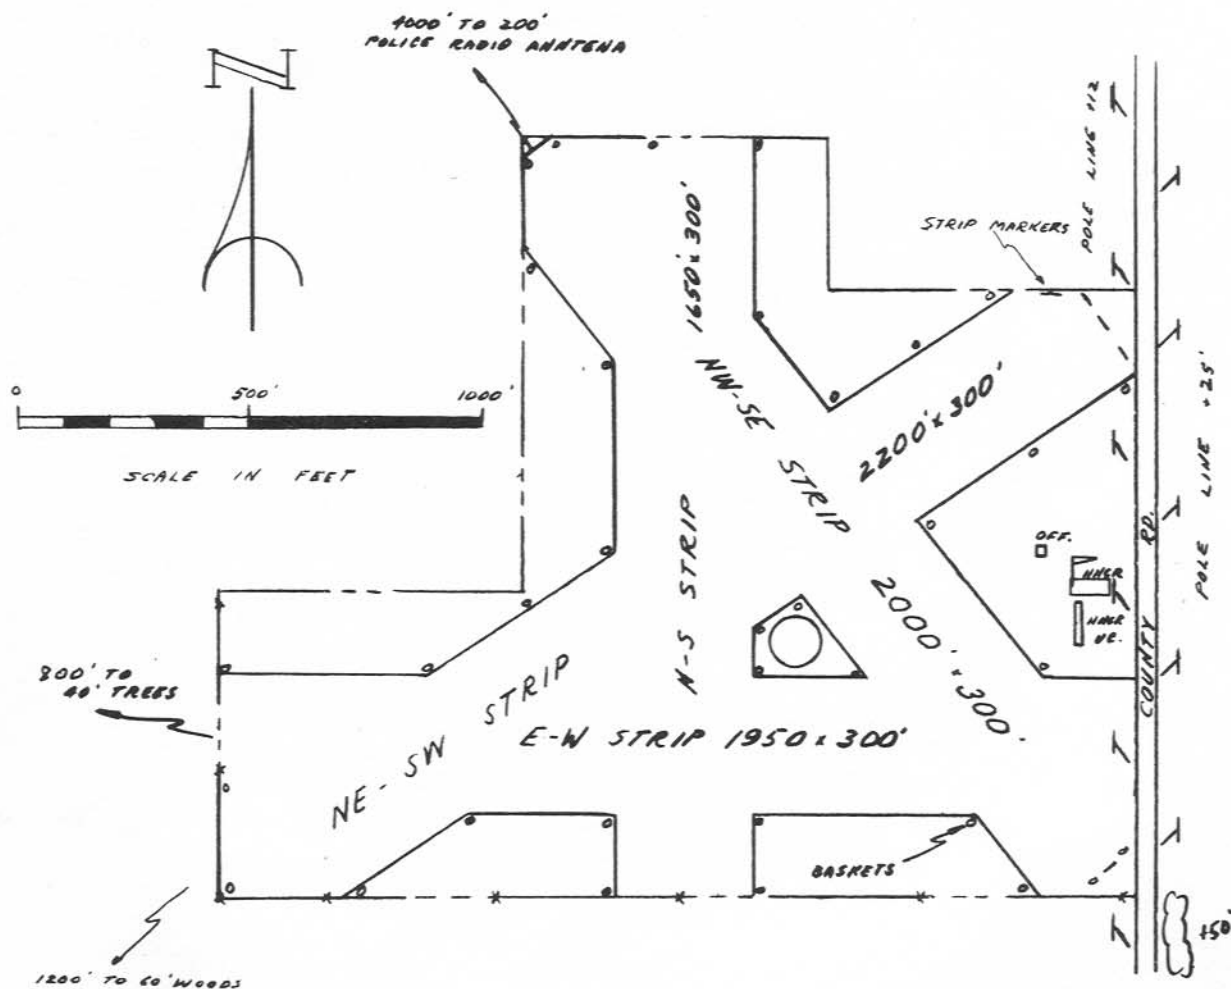 4000' TO 200'
POLICE RADIO ANNTENA
N
POLE LINE +12
STRIP MARKERS
1650' x 300'
0 500' 1000'
SCALE IN FEET
NW-SE STRIP 2000' x 300'
2200' x 300'
POLE LINE +25'
N-S STRIP
OFF.
HNGR
HNGR
COUNTY RD.
800' TO
40' TREES
NE-SW STRIP
E-W STRIP 1950 x 300'
BASKETS
+50'
1200' TO 60' WOODS